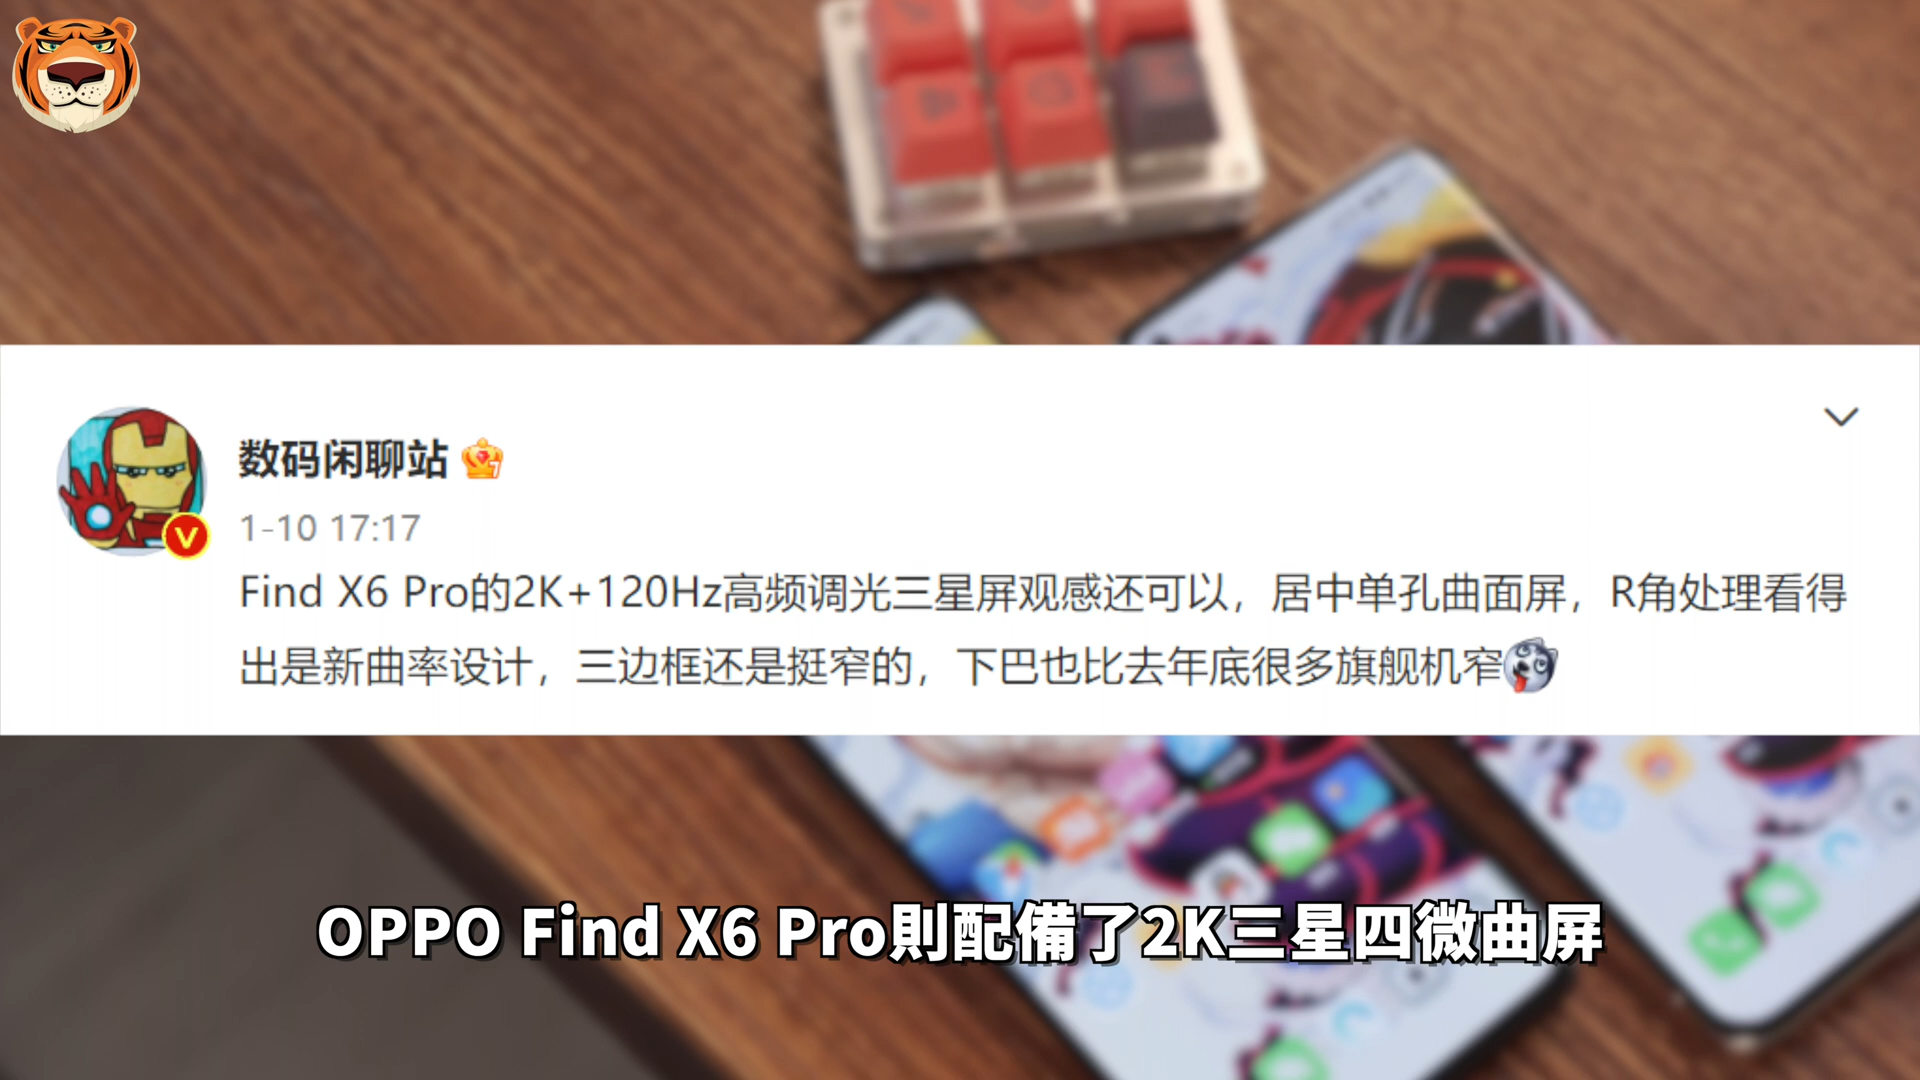 数码闲聊站
1-10 17:17
Find X6 Pro的2K+120Hz高频调光三星屏观感还可以，居中单孔曲面屏，R角处理看得
出是新曲率设计，三边框还是挺窄的，下巴也比去年底很多旗舰机窄
OPPO Find X6 Pro則配備了2K三星四微曲屏